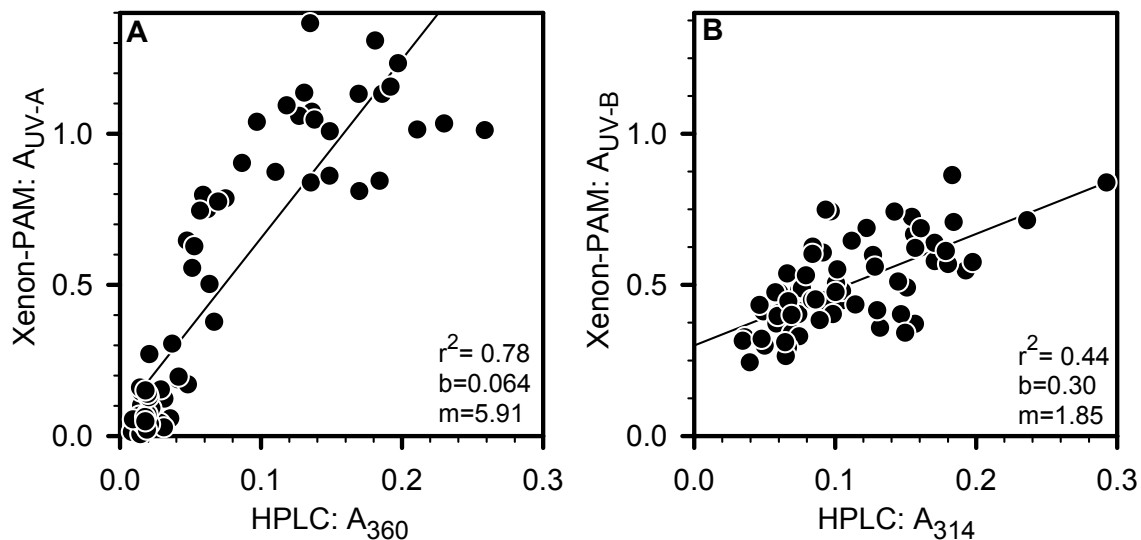 A
Xenon-PAM: A_UV-A
1.0
0.5
0.0
r²= 0.78
b=0.064
m=5.91
0.0 0.1 0.2 0.3
HPLC: A₃₆₀
B
Xenon-PAM: A_UV-B
1.0
0.5
0.0
r²= 0.44
b=0.30
m=1.85
0.0 0.1 0.2 0.3
HPLC: A₃₁₄